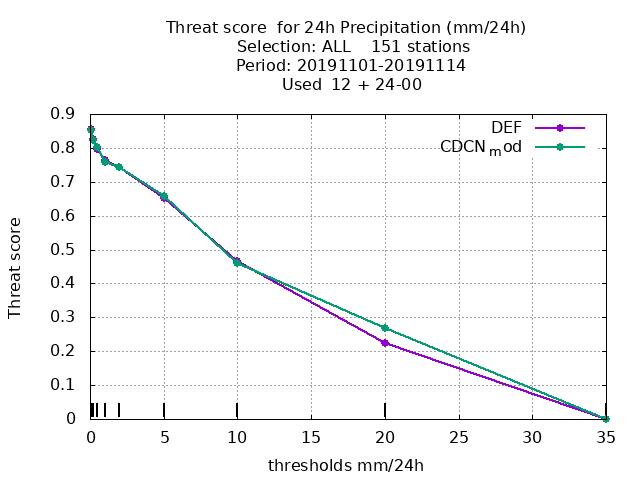 Threat score  for 24h Precipitation (mm/24h)
Selection: ALL    151 stations
Period: 20191101-20191114
Used  12 + 24-00
DEF
CDCN_mod
Threat score
0.9
0.8
0.7
0.6
0.5
0.4
0.3
0.2
0.1
0
0 5 10 15 20 25 30 35
thresholds mm/24h